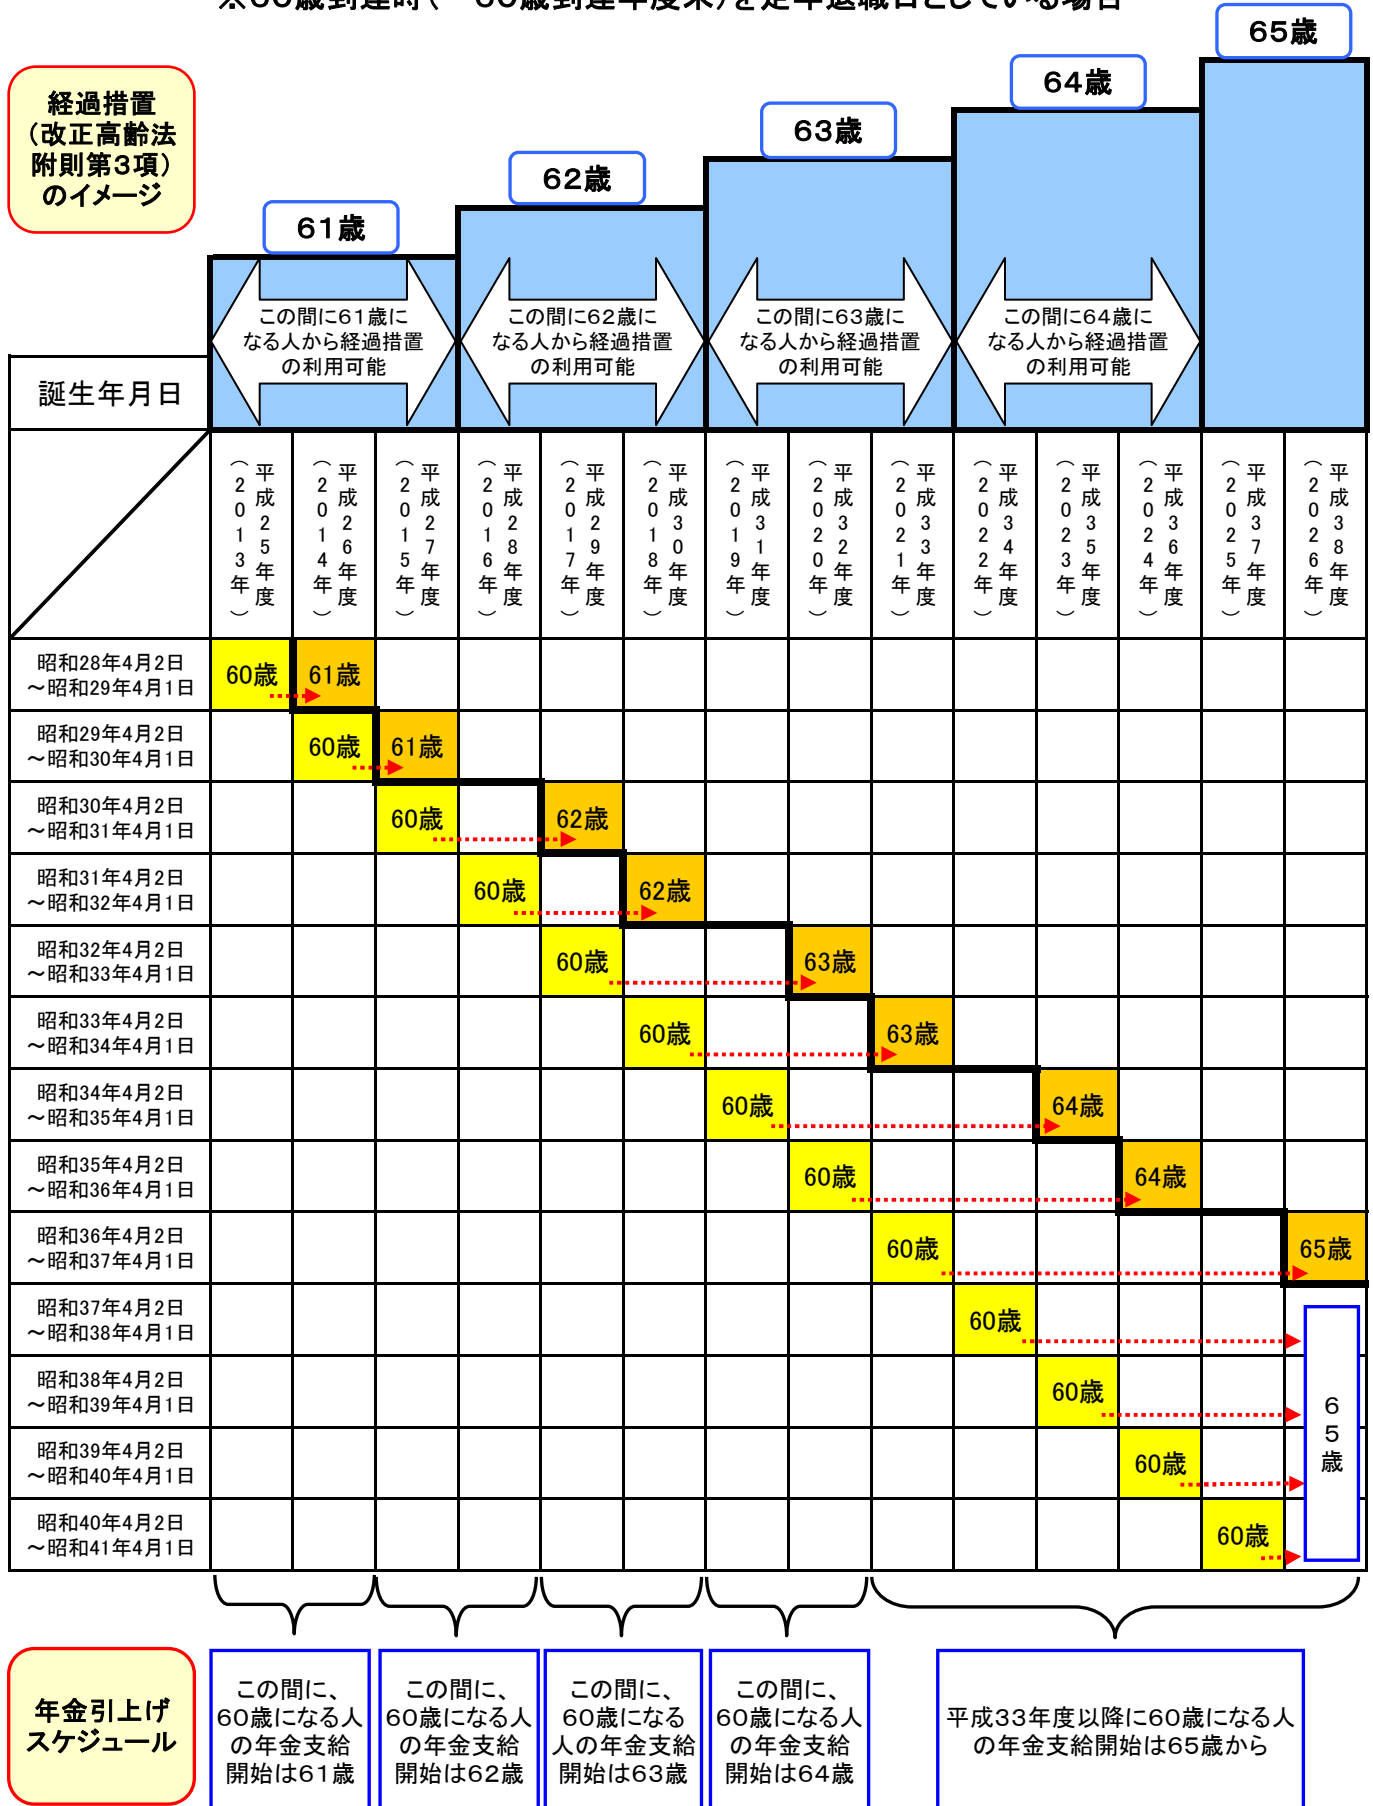 65歳
64歳
63歳
62歳
61歳
経過措置
（改正高齢法
附則第3項）
のイメージ
この間に61歳に
なる人から経過措置
の利用可能
この間に62歳に
なる人から経過措置
の利用可能
この間に63歳に
なる人から経過措置
の利用可能
この間に64歳に
なる人から経過措置
の利用可能
誕生年月日
平成25年度
（2013年）
平成26年度
（2014年）
平成27年度
（2015年）
平成28年度
（2016年）
平成29年度
（2017年）
平成30年度
（2018年）
平成31年度
（2019年）
平成32年度
（2020年）
平成33年度
（2021年）
平成34年度
（2022年）
平成35年度
（2023年）
平成36年度
（2024年）
平成37年度
（2025年）
平成38年度
（2026年）
昭和28年4月2日
～昭和29年4月1日
60歳
61歳
昭和29年4月2日
～昭和30年4月1日
60歳
61歳
昭和30年4月2日
～昭和31年4月1日
60歳
62歳
昭和31年4月2日
～昭和32年4月1日
60歳
62歳
昭和32年4月2日
～昭和33年4月1日
60歳
63歳
昭和33年4月2日
～昭和34年4月1日
60歳
63歳
昭和34年4月2日
～昭和35年4月1日
60歳
64歳
昭和35年4月2日
～昭和36年4月1日
60歳
64歳
昭和36年4月2日
～昭和37年4月1日
60歳
65歳
昭和37年4月2日
～昭和38年4月1日
60歳
昭和38年4月2日
～昭和39年4月1日
60歳
65歳
昭和39年4月2日
～昭和40年4月1日
60歳
昭和40年4月2日
～昭和41年4月1日
60歳
年金引上げ
スケジュール
この間に、
60歳になる人
の年金支給
開始は61歳
この間に、
60歳になる人
の年金支給
開始は62歳
この間に、
60歳になる
人の年金支給
開始は63歳
この間に、
60歳になる人
の年金支給
開始は64歳
平成33年度以降に60歳になる人
の年金支給開始は65歳から